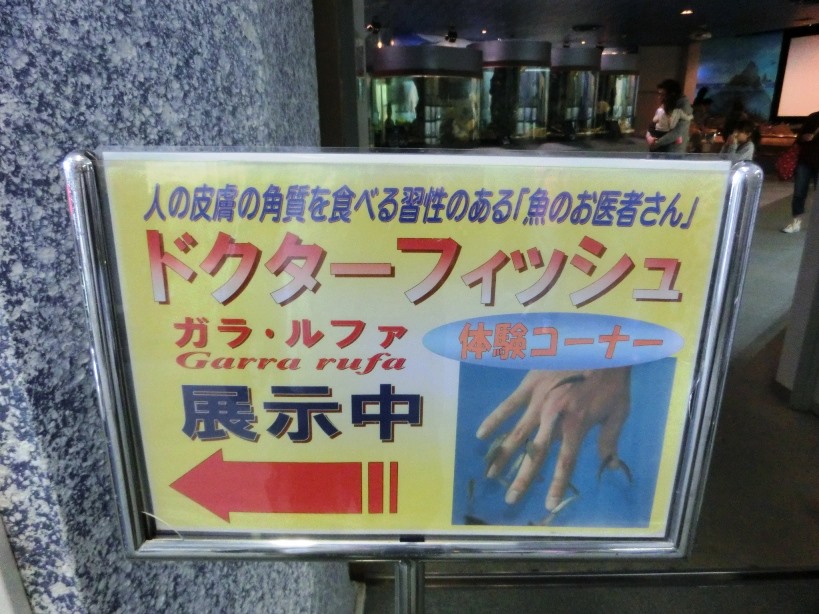 人の皮膚の角質を食べる習性のある「魚のお医者さん」
ドクターフィッシュ
ガラ・ルファ
Garra rufa
体験コーナー
展示中